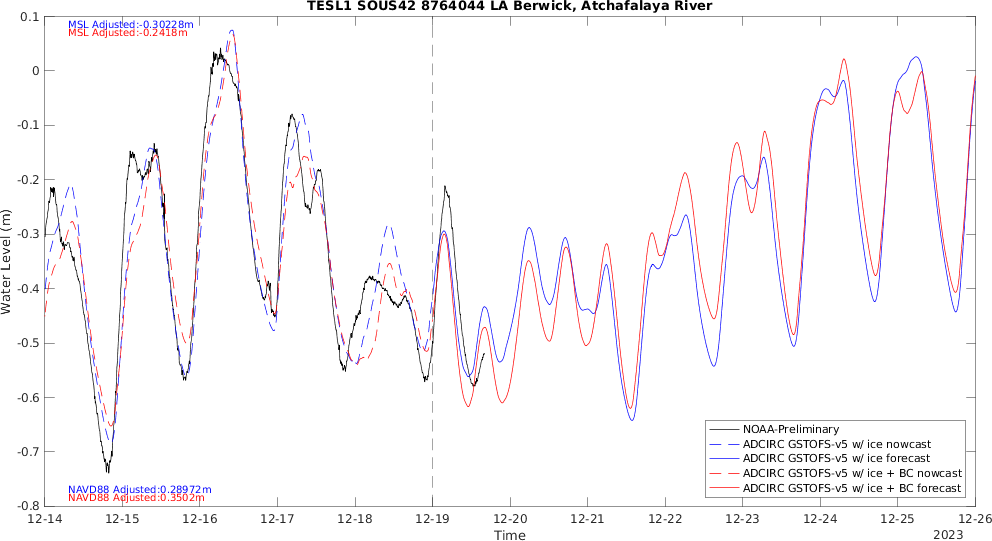 TESL1 SOUS42 8764044 LA Berwick, Atchafalaya River
MSL Adjusted:-0.30228m
MSL Adjusted:-0.2418m
0.1
0
-0.1
-0.2
-0.3
-0.4
-0.5
-0.6
-0.7
-0.8
Water Level (m)
NOAA-Preliminary
ADCIRC GSTOFS-v5 w/ ice nowcast
ADCIRC GSTOFS-v5 w/ ice forecast
ADCIRC GSTOFS-v5 w/ ice + BC nowcast
ADCIRC GSTOFS-v5 w/ ice + BC forecast
NAVD88 Adjusted:0.28972m
NAVD88 Adjusted:0.3502m
12-14 12-15 12-16 12-17 12-18 12-19 12-20 12-21 12-22 12-23 12-24 12-25 12-26
Time
2023